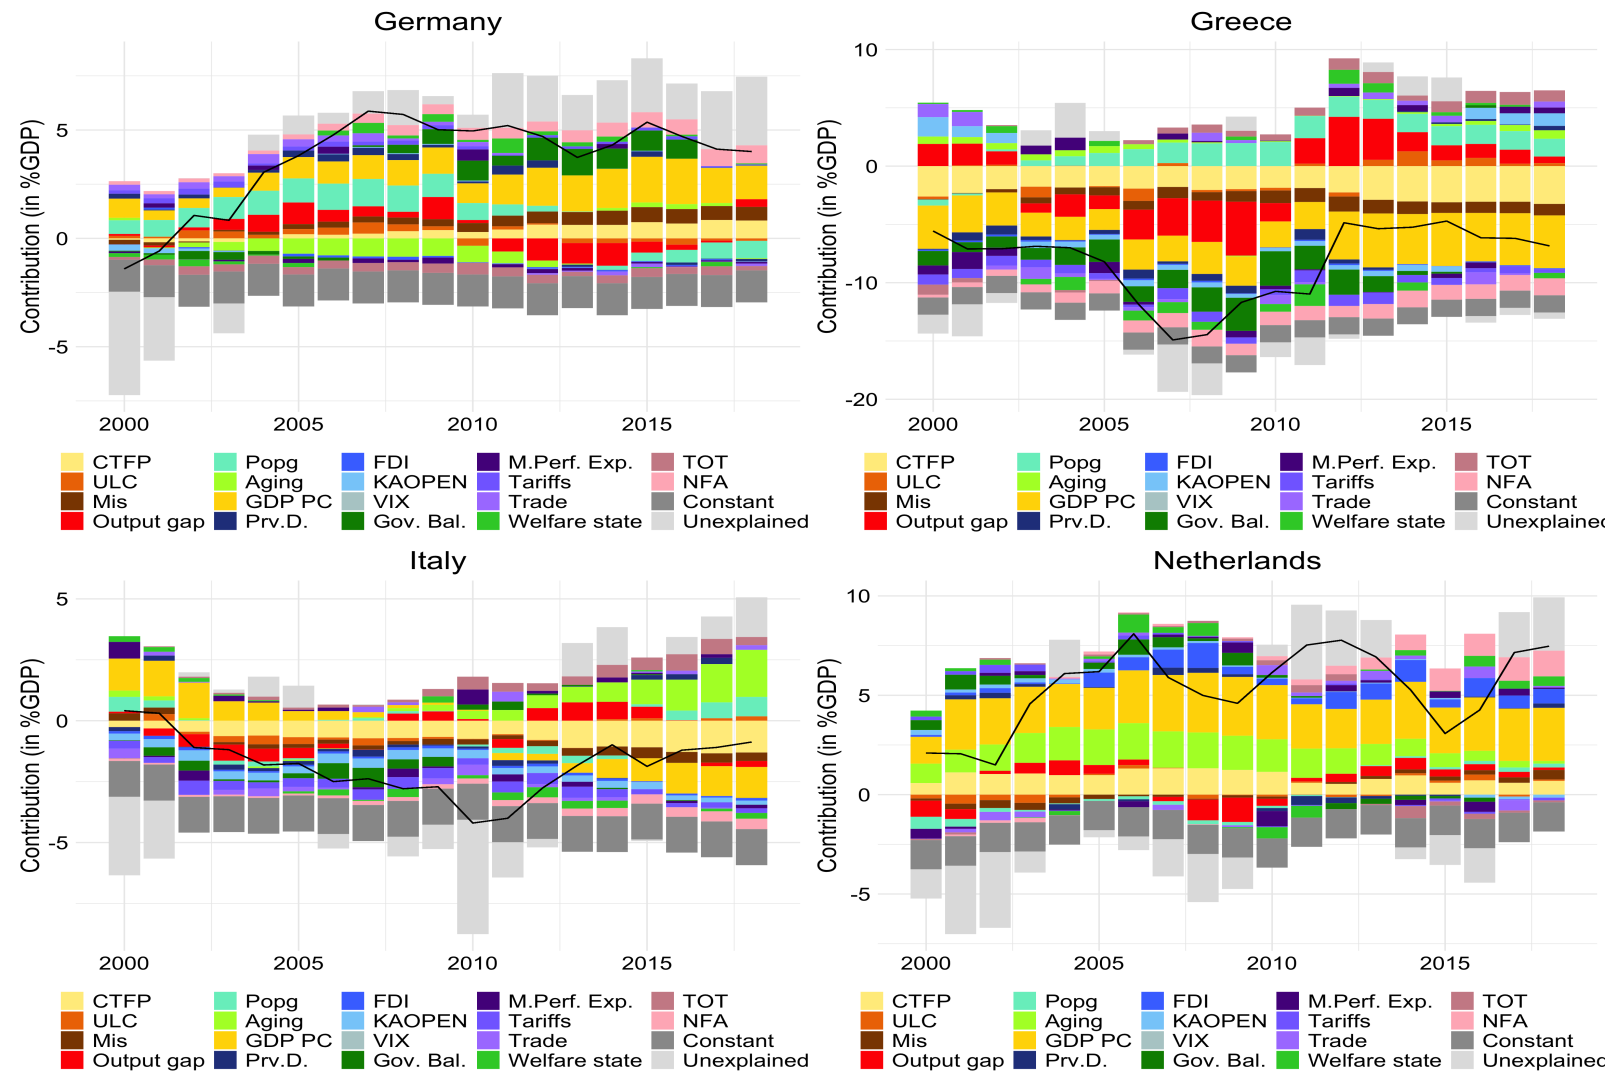 Germany
Greece
Contribution (in %GDP)
5
0
-5
2000 2005 2010 2015
Contribution (in %GDP)
10
0
-10
-20
2000 2005 2010 2015
CTFP Popg FDI M.Perf. Exp. TOT
ULC Aging KAOPEN Tariffs NFA
Mis GDP PC VIX Trade Constant
Output gap Prv.D. Gov. Bal. Welfare state Unexplained
CTFP Popg FDI M.Perf. Exp. TOT
ULC Aging KAOPEN Tariffs NFA
Mis GDP PC VIX Trade Constant
Output gap Prv.D. Gov. Bal. Welfare state Unexplained
Italy
Netherlands
Contribution (in %GDP)
5
0
-5
2000 2005 2010 2015
Contribution (in %GDP)
10
5
0
-5
2000 2005 2010 2015
CTFP Popg FDI M.Perf. Exp. TOT
ULC Aging KAOPEN Tariffs NFA
Mis GDP PC VIX Trade Constant
Output gap Prv.D. Gov. Bal. Welfare state Unexplained
CTFP Popg FDI M.Perf. Exp. TOT
ULC Aging KAOPEN Tariffs NFA
Mis GDP PC VIX Trade Constant
Output gap Prv.D. Gov. Bal. Welfare state Unexplained